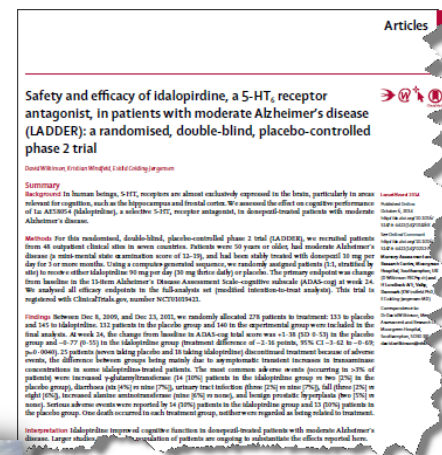 Articles
Safety and efficacy of idalopirdine, a 5-HT₆ receptor
antagonist, in patients with moderate Alzheimer's disease
(LADDER): a randomised, double-blind, placebo-controlled
phase 2 trial
David Wilkinson, Kristian Windfeld, Eskild Colding-Jørgensen
Summary
Background In human beings, 5-HT₆ receptors are almost exclusively expressed in the brain, particularly in areas
relevant for cognition, such as the hippocampus and frontal cortex. We assessed the effect on cognitive performance
of Lu AE58054 (idalopirdine), a selective 5-HT₆ receptor antagonist, in donepezil-treated patients with moderate
Alzheimer's disease.
Methods For this randomised, double-blind, placebo-controlled phase 2 trial (LADDER), we recruited patients
from 48 outpatient clinical sites in seven countries. Patients were 50 years or older, had moderate Alzheimer's
disease (a mini-mental state examination score of 12–19), and had been stably treated with donepezil 10 mg per
day for 3 or more months. Using a computer-generated sequence, we randomly assigned patients (1:1, stratified by
site) to receive either idalopirdine 90 mg per day (30 mg thrice daily) or placebo. The primary endpoint was change
from baseline in the 11-item Alzheimer's Disease Assessment Scale–cognitive subscale (ADAS-cog) at week 24.
We analysed all efficacy endpoints in the full-analysis set (modified intention-to-treat analysis). This trial is
registered with ClinicalTrials.gov, number NCT01019421.
Findings Between Dec 8, 2009, and Dec 23, 2011, we randomly allocated 278 patients to treatment: 133 to placebo
and 145 to idalopirdine. 132 patients in the placebo group and 140 in the experimental group were included in the
final analysis. At week 24, the change from baseline in ADAS-cog total score was +1·38 (SD 0·53) in the placebo
group and –0·77 (0·55) in the idalopirdine group (treatment difference of –2·16 points, 95% CI –3·62 to –0·69;
p=0·0040). 25 patients (seven taking placebo and 18 taking idalopirdine) discontinued treatment because of adverse
events, the difference between groups being mainly due to asymptomatic transient increases in transaminase
concentrations in some idalopirdine-treated patients. The most common adverse events (occurring in >3% of
patients) were increased γ-glutamyltransferase (14 [10%] patients in the idalopirdine group vs two [2%] in the
placebo group), diarrhoea (six [4%] vs nine [7%]), urinary tract infection (three [2%] vs nine [7%]), fall (three [2%] vs
eight [6%]), increased alanine aminotransferase (nine [6%] vs none), and benign prostatic hyperplasia (two [5%] vs
none). Serious adverse events were reported by 14 (10%) patients in the idalopirdine group and 13 (10%) patients in
the placebo group. One death occurred in each treatment group, neither were regarded as being related to treatment.
Interpretation Idalopirdine improved cognitive function in donepezil-treated patients with moderate Alzheimer's
disease. Larger studies population of patients are ongoing to substantiate the effects reported here.